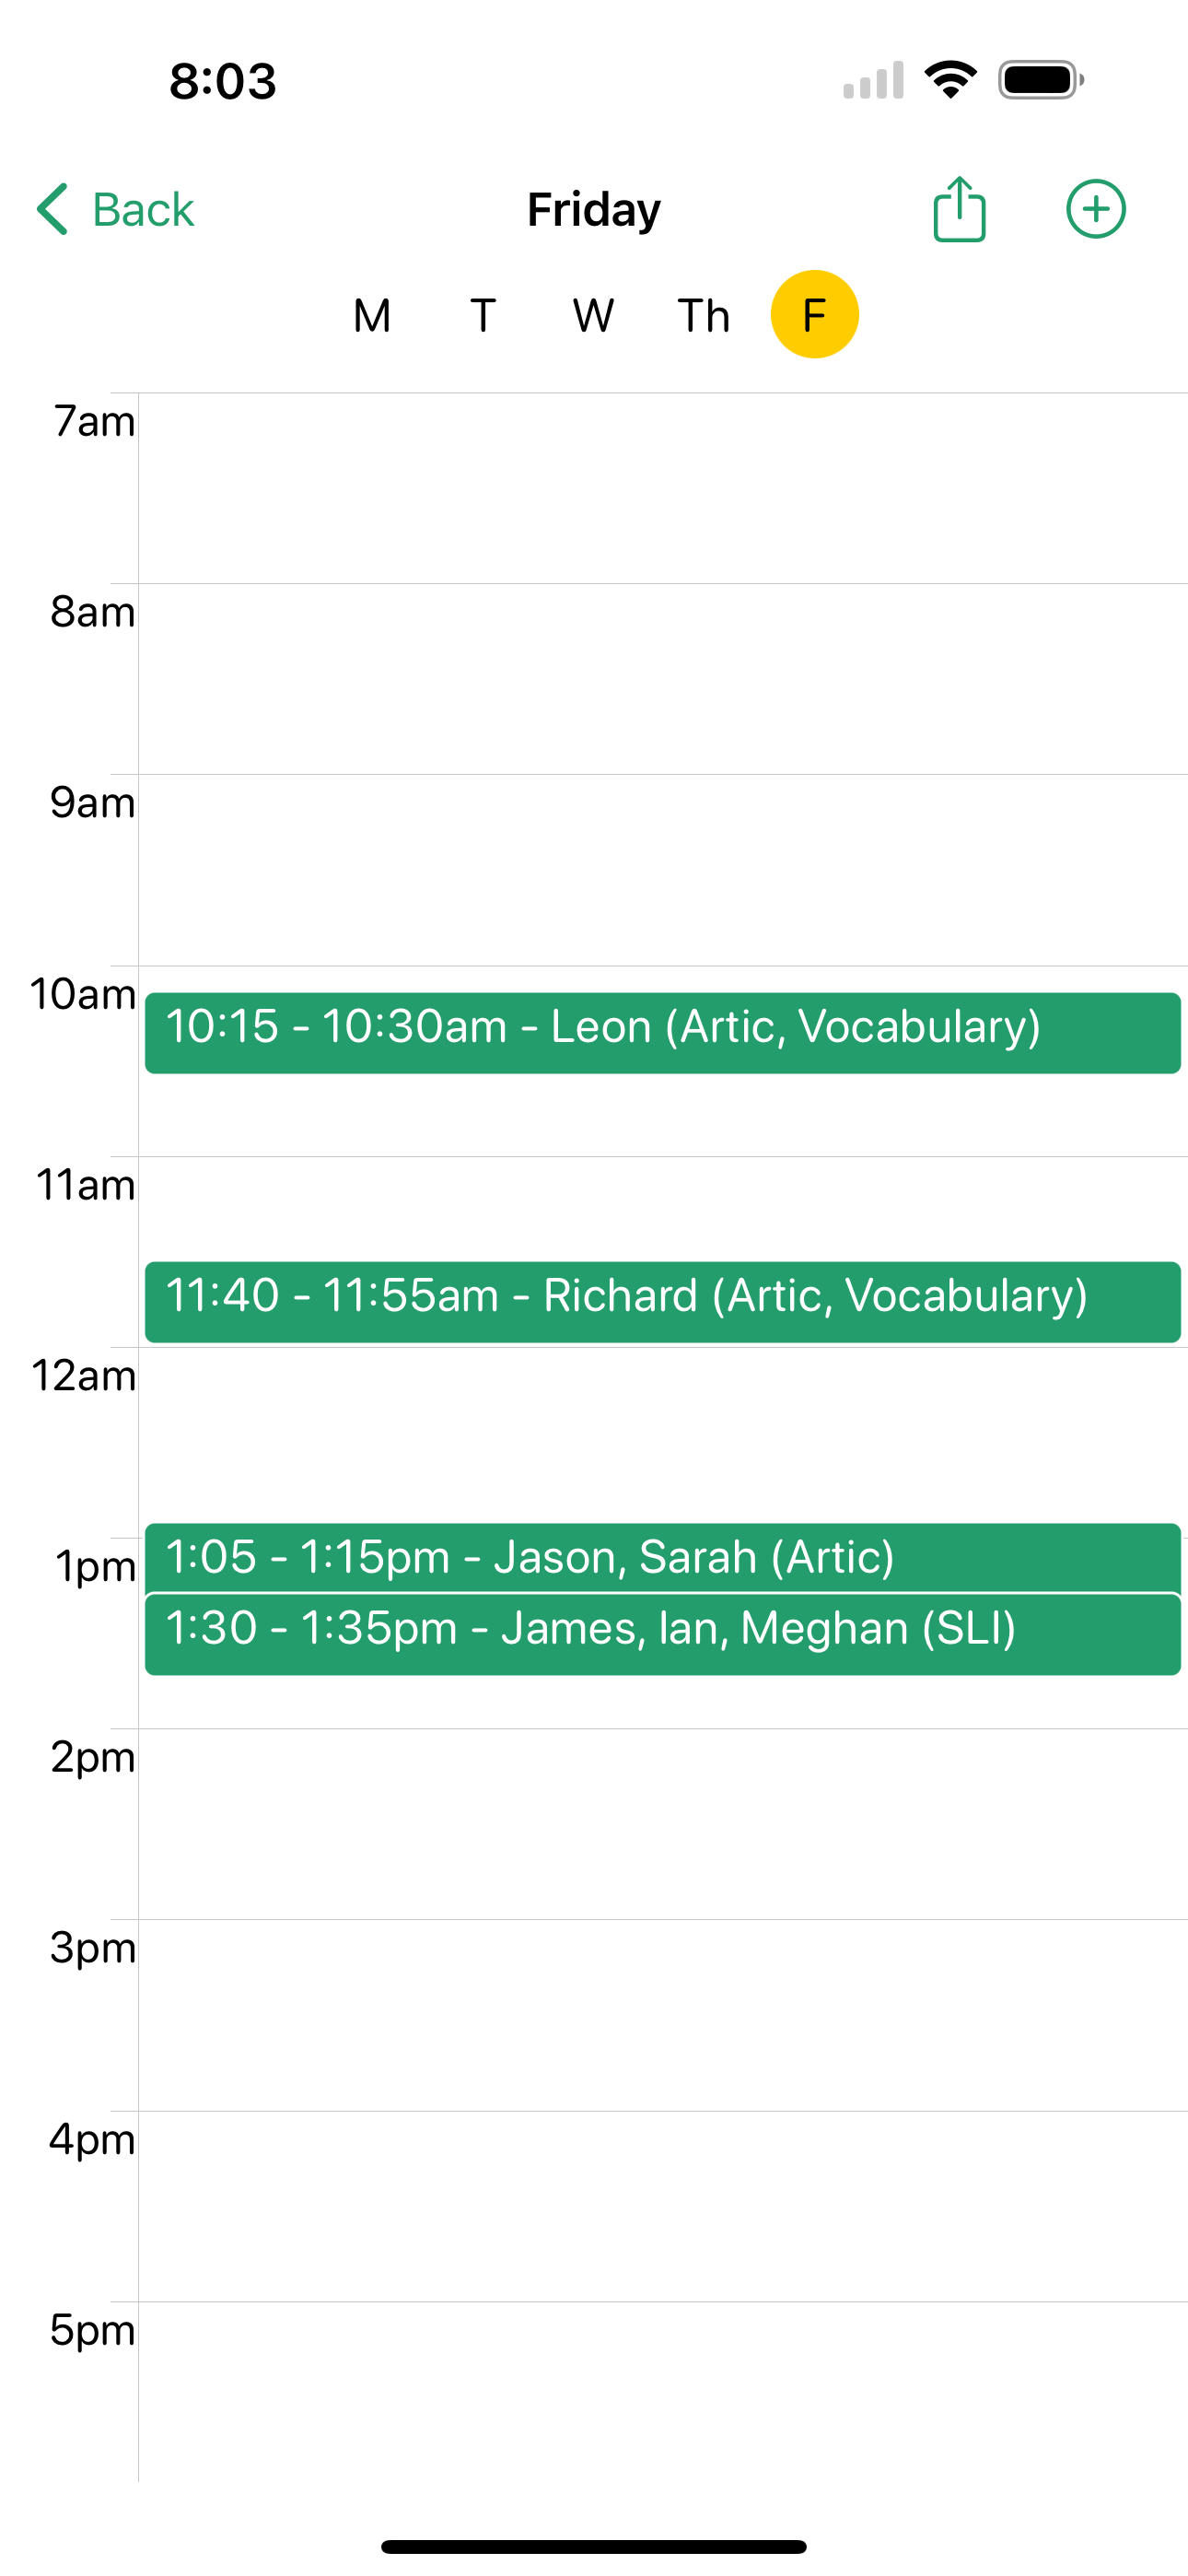 8:03
Back
Friday
M T W Th F
7am
8am
9am
10am
10:15 - 10:30am - Leon (Artic, Vocabulary)
11am
11:40 - 11:55am - Richard (Artic, Vocabulary)
12am
1:05 - 1:15pm - Jason, Sarah (Artic)
1pm
1:30 - 1:35pm - James, Ian, Meghan (SLI)
2pm
3pm
4pm
5pm